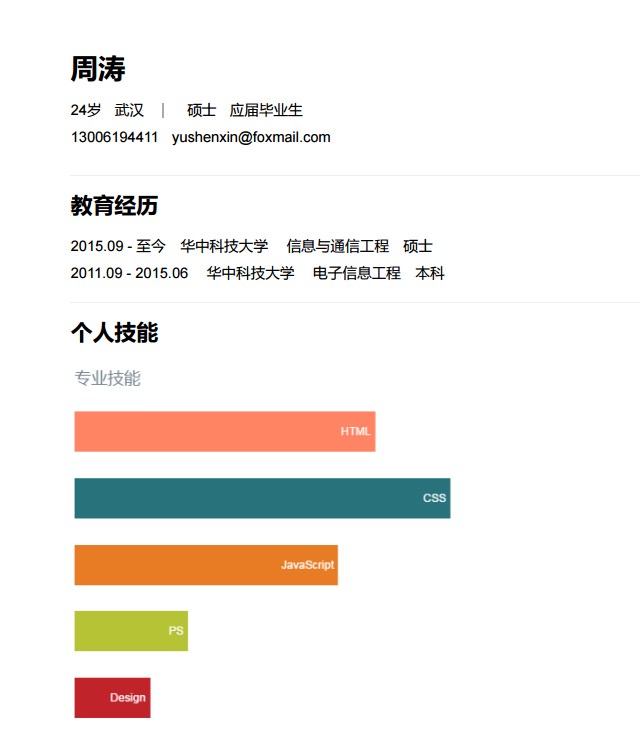 周涛
24岁 武汉 | 硕士 应届毕业生
13006194411 yushenxin@foxmail.com
教育经历
2015.09 - 至今 华中科技大学 信息与通信工程 硕士
2011.09 - 2015.06 华中科技大学 电子信息工程 本科
个人技能
专业技能
HTML
CSS
JavaScript
PS
Design